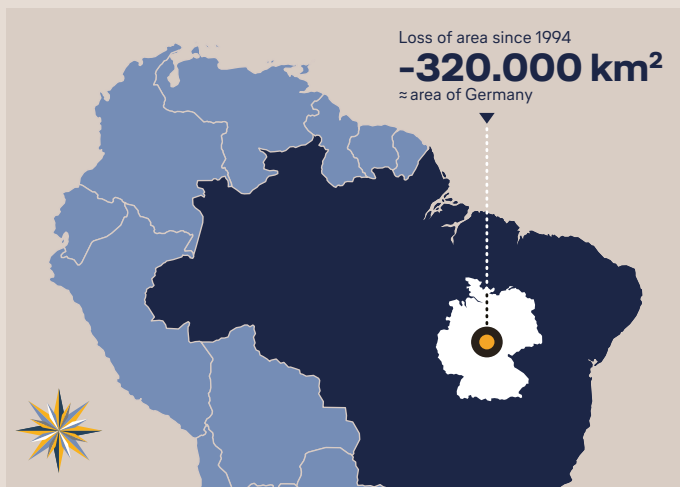 Loss of area since 1994
-320.000 km²
≈ area of Germany